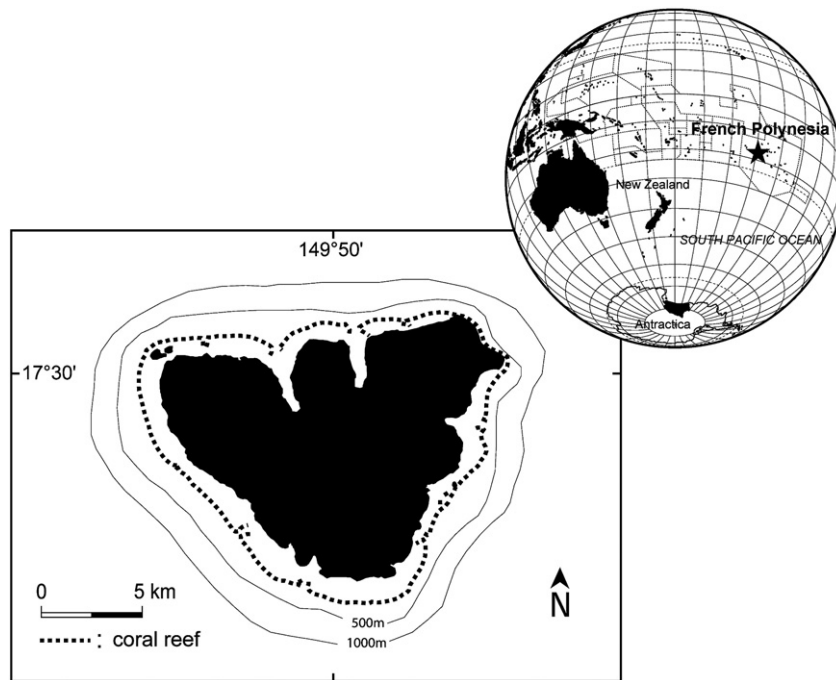 French Polynesia
New Zealand
SOUTH PACIFIC OCEAN
Antractica
149°50'
17°30'
0 5 km
coral reef
500m
1000m
N